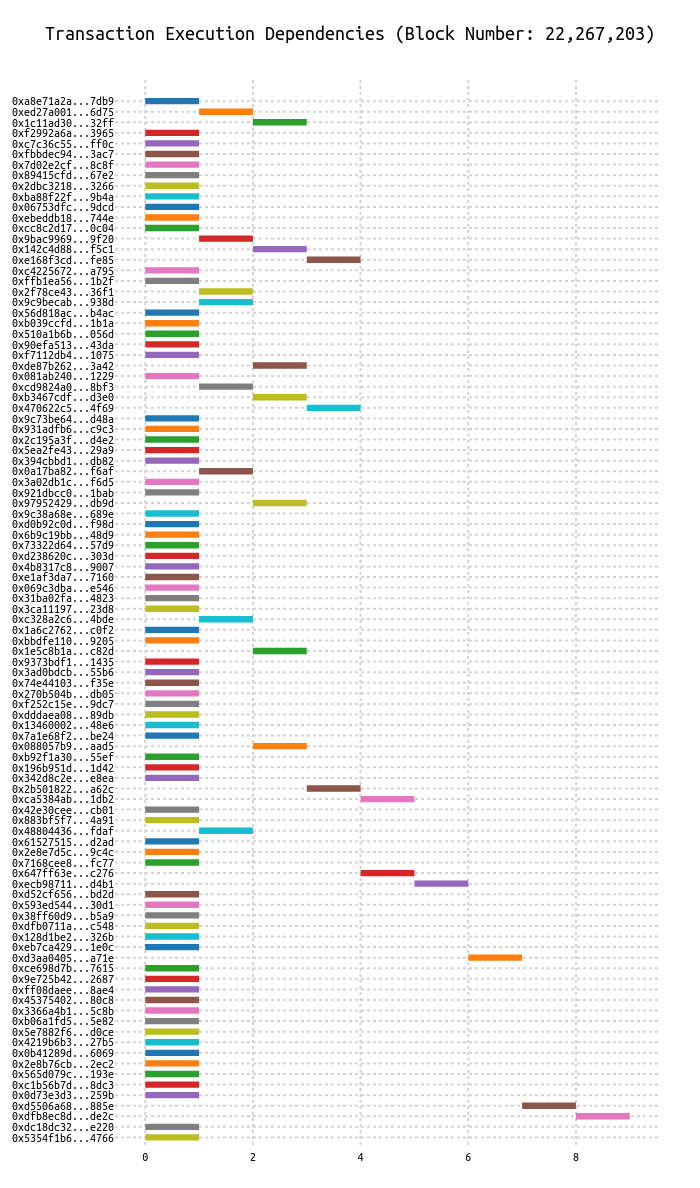 Transaction Execution Dependencies (Block Number: 22,267,203)
0xa8e71a2a...7db9
0xed27a001...6d75
0x1c11ad30...32ff
0xf2992a6a...3965
0xc7c36c55...ff0c
0xfbbdec94...3ac7
0x7d02e2cf...8c8f
0x89415cfd...67e2
0x2dbc3218...3266
0xba88f22f...9b4a
0x06753dfc...9dcd
0xebeddb18...744e
0xcc8c2d17...0c04
0x9bac9969...9f20
0x142c4d88...f5c1
0xe168f3cd...fe85
0xc4225672...a795
0xffb1ea56...1b2f
0x2f78ce43...36f1
0x9c9becab...938d
0x56d818ac...b4ac
0xb039ccfd...1b1a
0x510a1b6b...056d
0x90efa513...43da
0xf7112db4...1075
0xde87b262...3a42
0x081ab240...1229
0xcd9824a0...8bf3
0xb3467cdf...d3e0
0x470622c5...4f69
0x9c73be64...d48a
0x931adfb6...c9c3
0x2c195a3f...d4e2
0x5ea2fe43...29a9
0x394cbbd1...db82
0x0a17ba82...f6af
0x3a02db1c...f6d5
0x921dbcc0...1bab
0x97952429...db9d
0x9c38a68e...689e
0xd0b92c0d...f98d
0x6b9c19bb...48d9
0x73322d64...57d9
0xd238620c...303d
0x4b8317c8...9007
0xe1af3da7...7160
0x069c3dba...e546
0x31ba02fa...4823
0x3ca11197...23d8
0xc328a2c6...4bde
0x1a6c2762...c0f2
0xbbdfe110...9205
0x1e5c8b1a...c82d
0x9373bdf1...1435
0x3ad0bdcb...55b6
0x74e44103...f35e
0x270b504b...db05
0xf252c15e...9dc7
0xdddaea08...89db
0x13460002...48e6
0x7a1e68f2...be24
0x088057b9...aad5
0xb92f1a30...55ef
0x196b951d...1d42
0x342d8c2e...e8ea
0x2b501822...a62c
0xca5384ab...1db2
0x42e30cee...cb01
0x883bf5f7...4a91
0x48804436...fdaf
0x61527515...d2ad
0x2e8e7d5c...9c4c
0x7168cee8...fc77
0x647ff63e...c276
0xecb98711...d4b1
0xd52cf656...bd2d
0x593ed544...30d1
0x38ff60d9...b5a9
0xdfb0711a...c548
0x128d1be2...326b
0xeb7ca429...1e0c
0xd3aa0405...a71e
0xce698d7b...7615
0x9e725b42...2687
0xff08daee...8ae4
0x45375402...80c8
0x3366a4b1...5c8b
0xb06a1fd5...5e82
0x5e7882f6...d0ce
0x4219b6b3...27b5
0x0b41289d...6069
0x2e8b76cb...2ec2
0x565d079c...193e
0xc1b56b7d...8dc3
0x0d73e3d3...259b
0xd5506a68...885e
0xdfb8ec8d...de2c
0xdc18dc32...e220
0x5354f1b6...4766
0 2 4 6 8